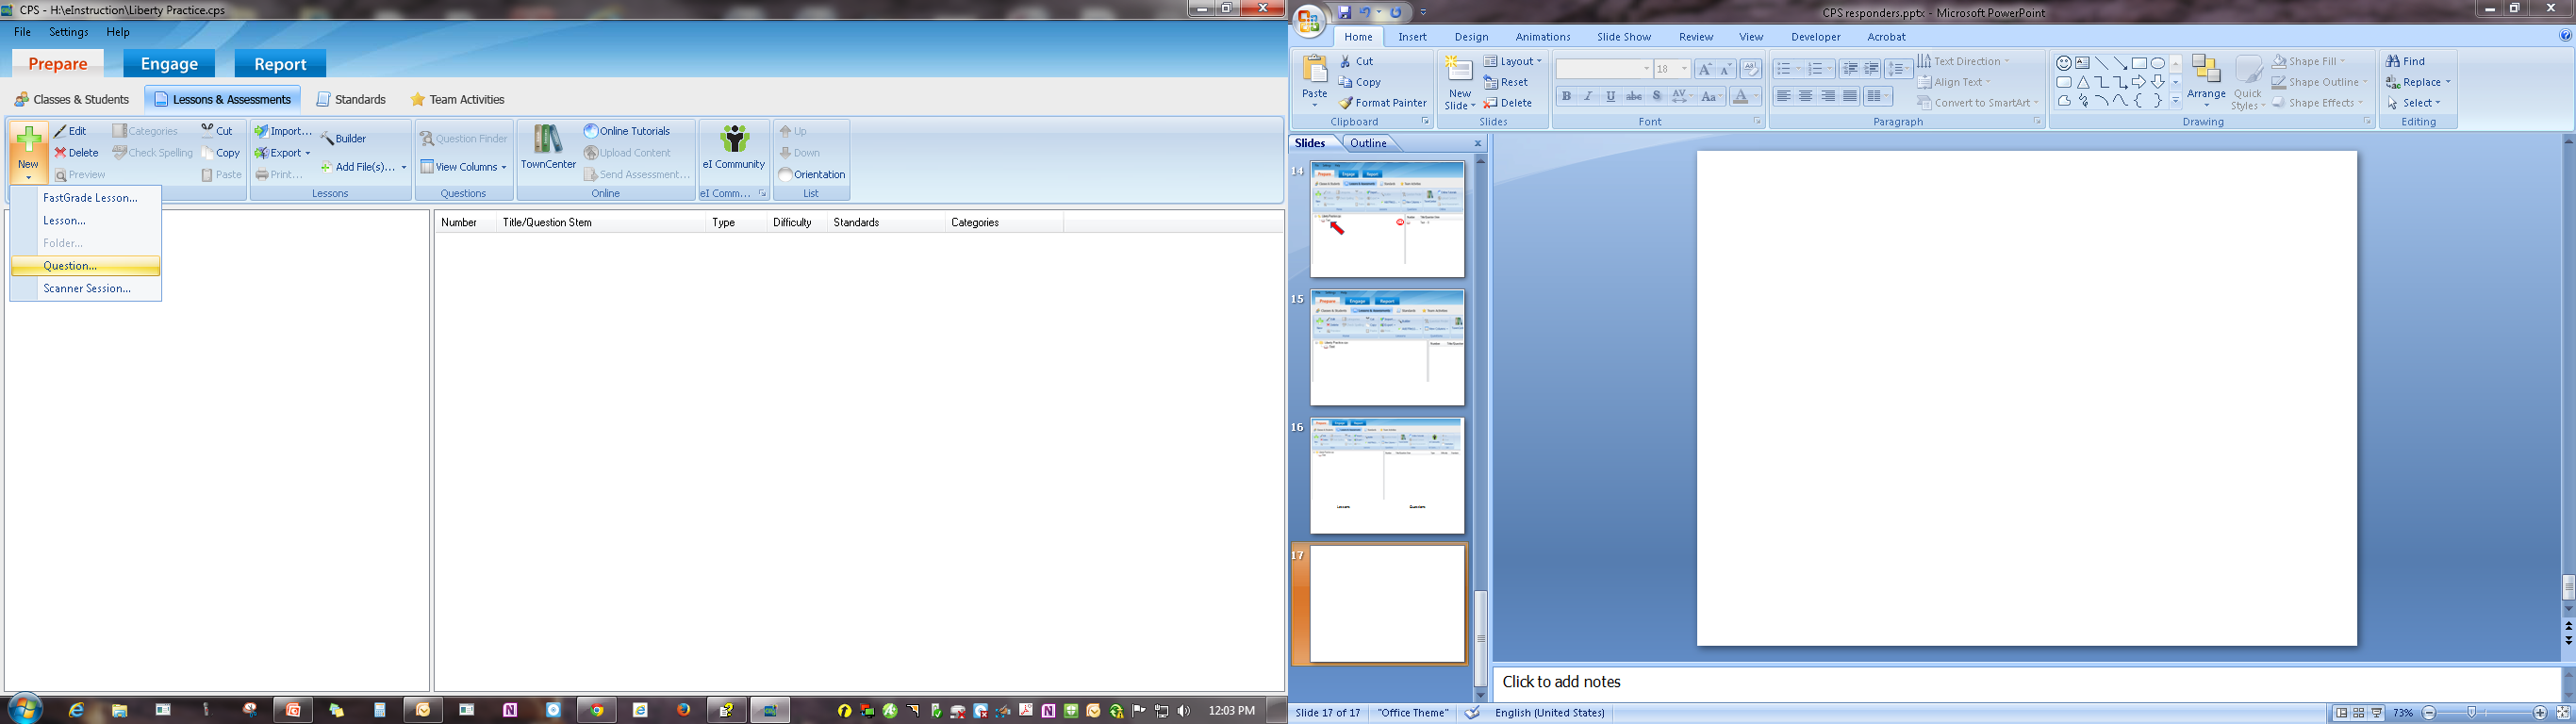 CPS - H:\eInstruction\Liberty Practice.cps
File Settings Help
Prepare Engage Report
Classes & Students Lessons & Assessments Standards Team Activities
New
Edit Categories Cut
Delete Check Spelling Copy
Preview Paste
Import... Builder
Export
Print... Add File(s)...
Lessons
Question Finder
View Columns
Questions
TownCenter
Online Tutorials
Upload Content
Send Assessment...
Online
eI Community
eI Comm...
Up
Down
Orientation
List
FastGrade Lesson...
Lesson...
Folder...
Question...
Scanner Session...
Number Title/Question Stem Type Difficulty Standards Categories
12:03 PM
CPS responders.pptx - Microsoft PowerPoint
Home Insert Design Animations Slide Show Review View Developer Acrobat
Paste
Cut
Copy
Format Painter
Clipboard
New Slide
Layout
Reset
Delete
Slides
18
B I U abc S AV Aa A
Font
Text Direction
Align Text
Convert to SmartArt
Paragraph
Arrange
Quick Styles
Shape Fill
Shape Outline
Shape Effects
Drawing
Find
Replace
Select
Editing
Slides Outline x
14
15
16
Lessons Questions
17
Click to add notes
Slide 17 of 17 "Office Theme" English (United States) 73%